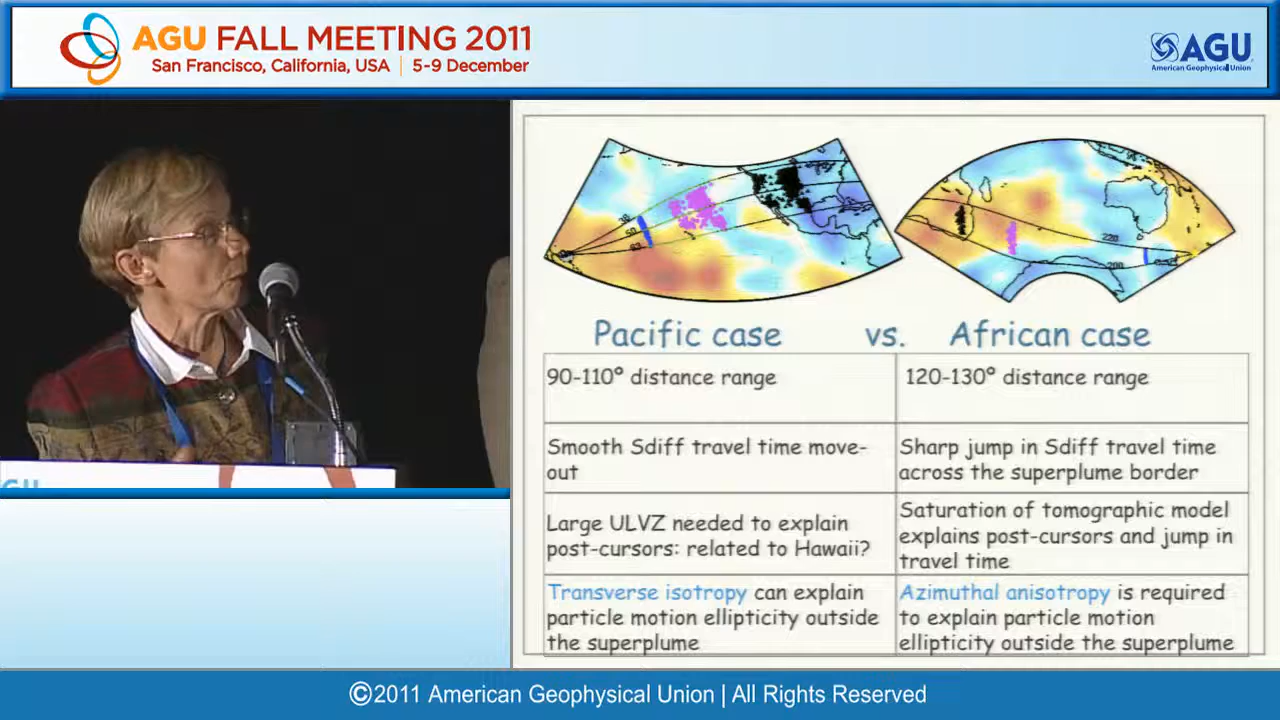 AGU FALL MEETING 2011
San Francisco, California, USA | 5-9 December
AGU
American Geophysical Union
220
200
Pacific case vs. African case
90-110º distance range
120-130º distance range
Smooth Sdiff travel time move-
out
Sharp jump in Sdiff travel time
across the superplume border
Large ULVZ needed to explain
post-cursors: related to Hawaii?
Saturation of tomographic model
explains post-cursors and jump in
travel time
Transverse isotropy can explain
particle motion ellipticity outside
the superplume
Azimuthal anisotropy is required
to explain particle motion
ellipticity outside the superplume
©2011 American Geophysical Union | All Rights Reserved